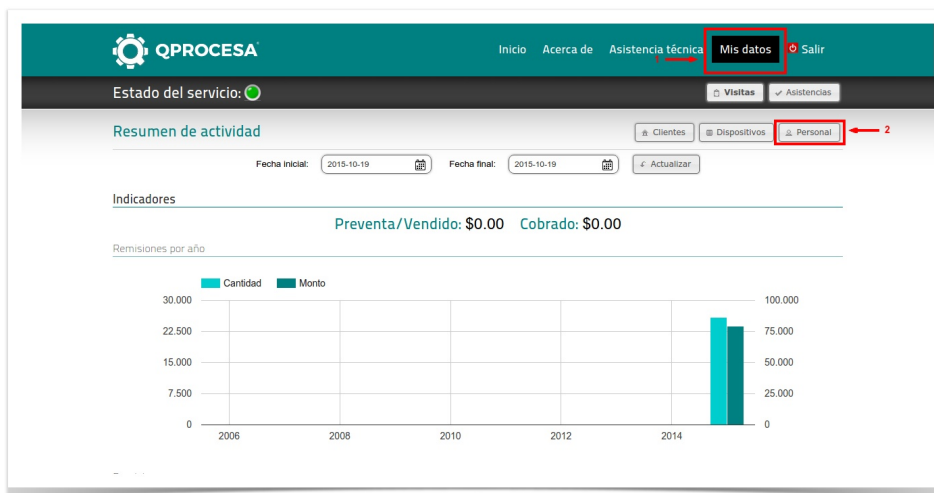 QPROCESA
Inicio Acerca de Asistencia técnica Mis datos Salir
1
Estado del servicio:
Visitas Asistencias
Resumen de actividad
Clientes Dispositivos Personal 2
Fecha inicial: 2015-10-19 Fecha final: 2015-10-19 Actualizar
Indicadores
Preventa/Vendido: $0.00 Cobrado: $0.00
Remisiones por año
Cantidad Monto
30.000 100.000
22.500 75.000
15.000 50.000
7.500 25.000
0 0
2006 2008 2010 2012 2014